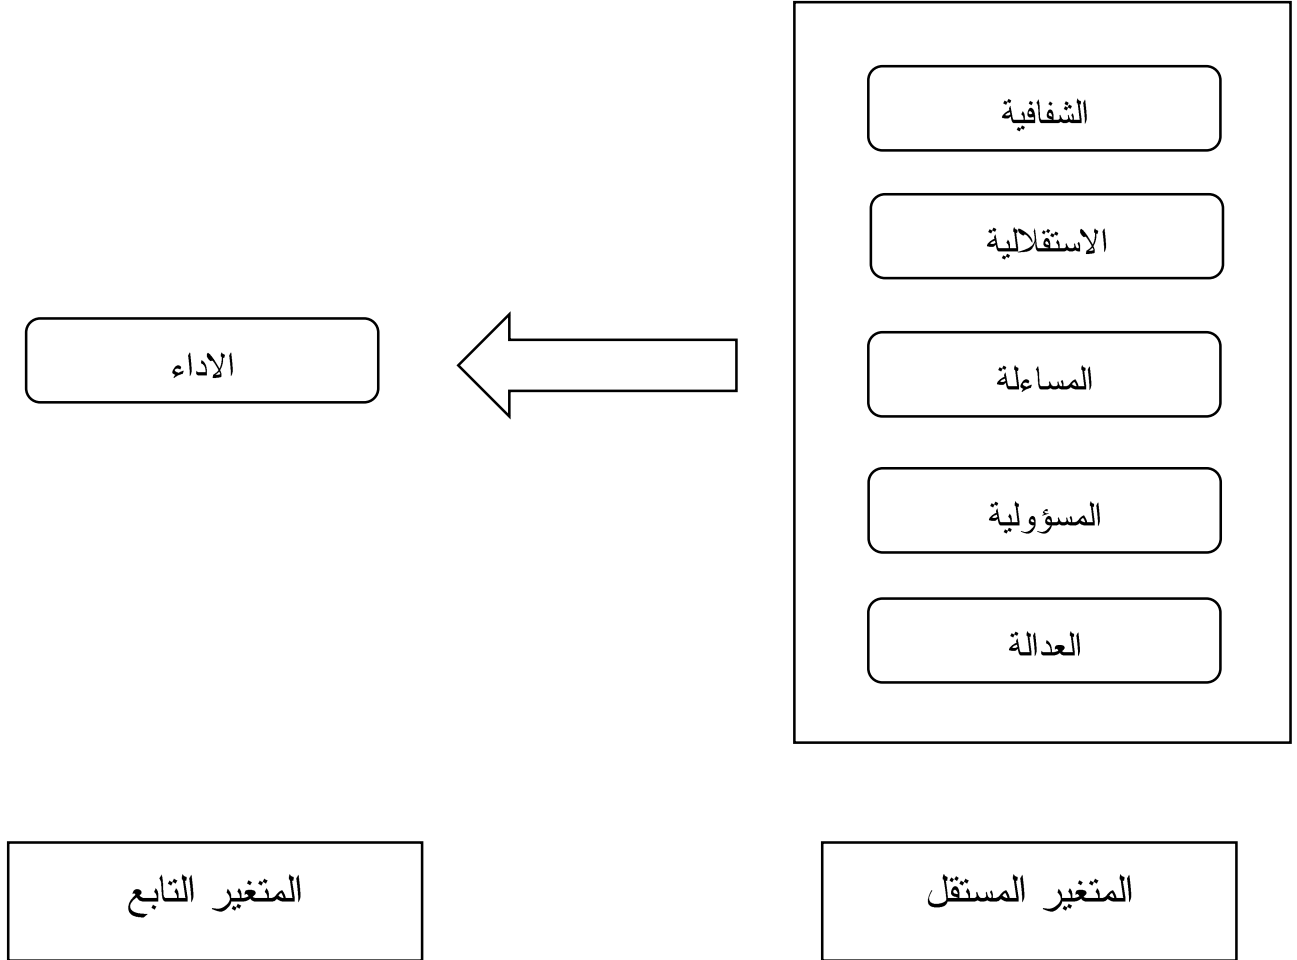 الشفافية
الاستقلالية
المساءلة
المسؤولية
العدالة
الاداء
المتغير المستقل
المتغير التابع